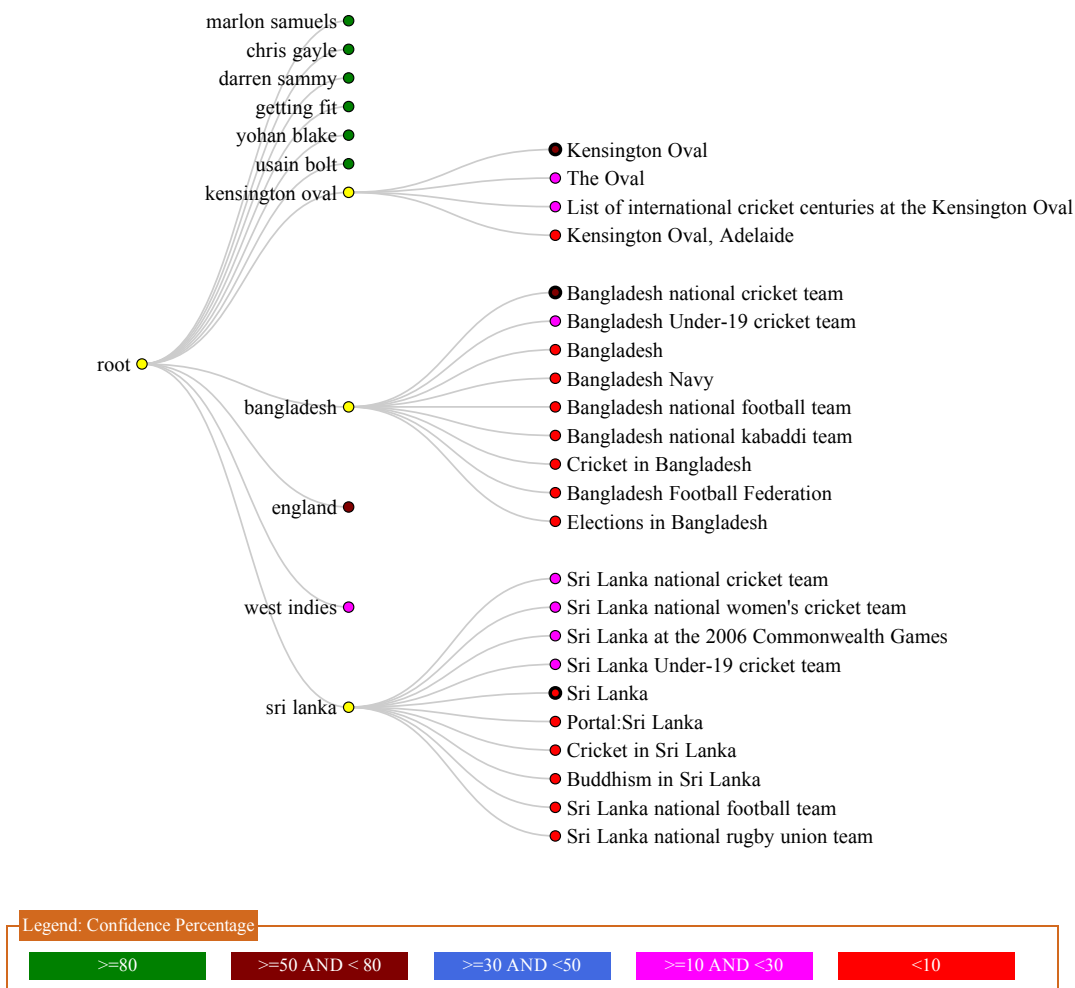 marlon samuels
chris gayle
darren sammy
getting fit
yohan blake
usain bolt
kensington oval
Kensington Oval
The Oval
List of international cricket centuries at the Kensington Oval
Kensington Oval, Adelaide
root
bangladesh
Bangladesh national cricket team
Bangladesh Under-19 cricket team
Bangladesh
Bangladesh Navy
Bangladesh national football team
Bangladesh national kabaddi team
Cricket in Bangladesh
Bangladesh Football Federation
Elections in Bangladesh
england
west indies
sri lanka
Sri Lanka national cricket team
Sri Lanka national women's cricket team
Sri Lanka at the 2006 Commonwealth Games
Sri Lanka Under-19 cricket team
Sri Lanka
Portal:Sri Lanka
Cricket in Sri Lanka
Buddhism in Sri Lanka
Sri Lanka national football team
Sri Lanka national rugby union team
Legend: Confidence Percentage
>=80
>=50 AND < 80
>=30 AND <50
>=10 AND <30
<10